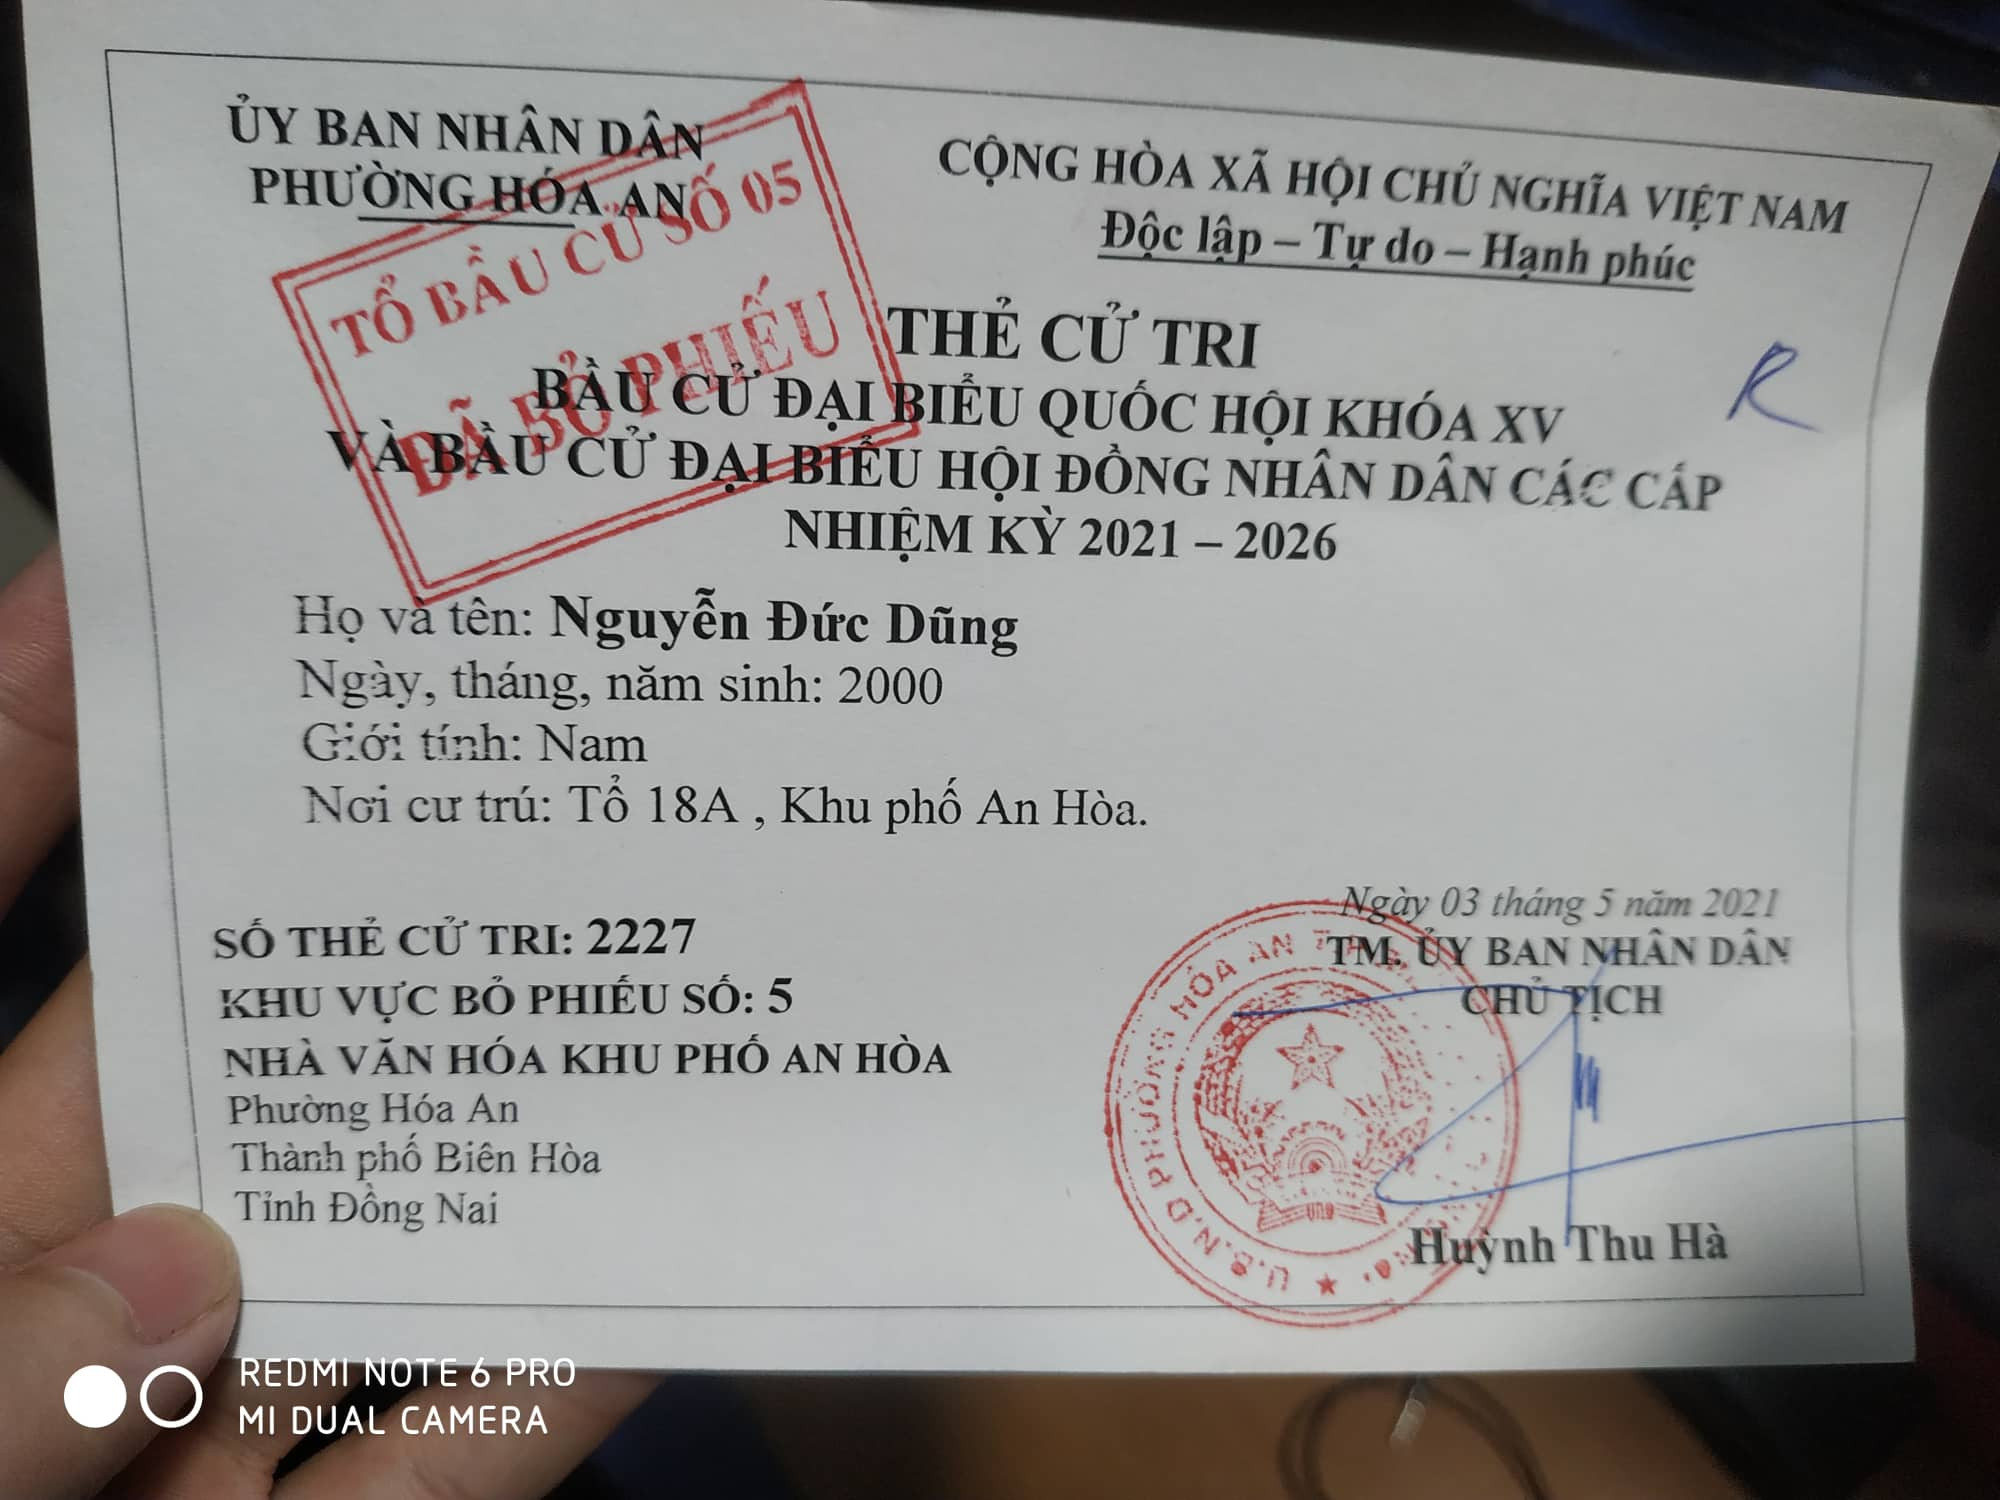 ỦY BAN NHÂN DÂN
PHƯỜNG HÓA AN
CỘNG HÒA XÃ HỘI CHỦ NGHĨA VIỆT NAM
Độc lập – Tự do – Hạnh phúc
TỔ BẦU CỬ SỐ 05
ĐÃ BỎ PHIẾU
THẺ CỬ TRI
BẦU CỬ ĐẠI BIỂU QUỐC HỘI KHÓA XV
VÀ BẦU CỬ ĐẠI BIỂU HỘI ĐỒNG NHÂN DÂN CÁC CẤP
NHIỆM KỲ 2021 – 2026
R
Họ và tên: Nguyễn Đức Dũng
Ngày, tháng, năm sinh: 2000
Giới tính: Nam
Nơi cư trú: Tổ 18A , Khu phố An Hòa.
SỐ THẺ CỬ TRI: 2227
KHU VỰC BỎ PHIẾU SỐ: 5
NHÀ VĂN HÓA KHU PHỐ AN HÒA
Phường Hóa An
Thành phố Biên Hòa
Tỉnh Đồng Nai
Ngày 03 tháng 5 năm 2021
TM. ỦY BAN NHÂN DÂN
CHỦ TỊCH
U.B.N.D PHƯỜNG HÓA AN
Huỳnh Thu Hà
REDMI NOTE 6 PRO
MI DUAL CAMERA